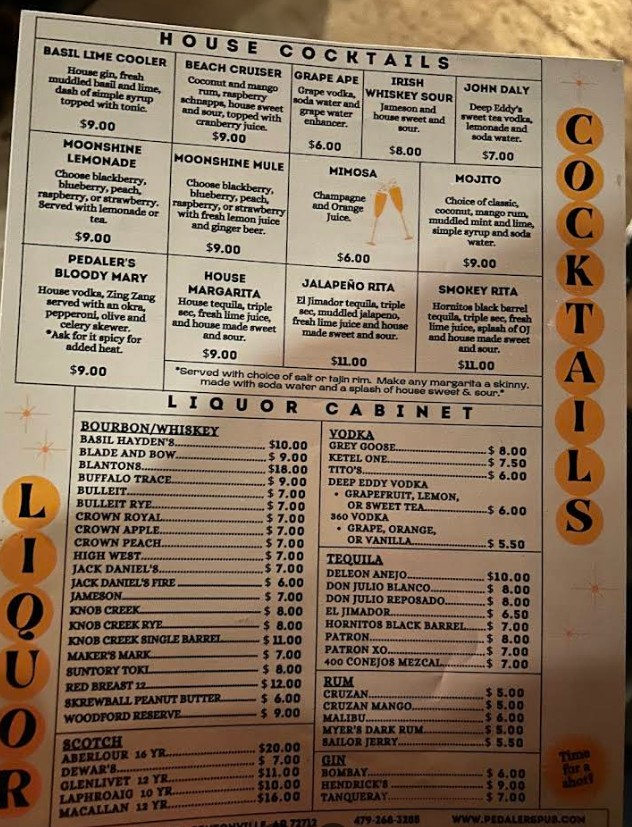 HOUSE COCKTAILS
BASIL LIME COOLER
House gin, fresh
muddled basil and lime,
dash of simple syrup
topped with tonic.
$9.00
BEACH CRUISER
Coconut and mango
rum, raspberry
schnapps, house sweet
and sour, topped with
cranberry juice.
$9.00
GRAPE APE
Grape vodka,
soda water and
grape water
enhancer.
$6.00
IRISH
WHISKEY SOUR
Jameson and
house sweet and
sour.
$8.00
JOHN DALY
Deep Eddy's
sweet tea vodka,
lemonade and
soda water.
$7.00
MOONSHINE
LEMONADE
Choose blackberry,
blueberry, peach,
raspberry, or strawberry.
Served with lemonade or
tea.
$9.00
MOONSHINE MULE
Choose blackberry,
blueberry, peach,
raspberry, or strawberry
with fresh lemon juice
and ginger beer.
$9.00
MIMOSA
Champagne
and Orange
Juice.
$6.00
MOJITO
Choice of classic,
coconut, mango rum,
muddled mint and lime,
simple syrup and soda
water.
$9.00
PEDALER'S
BLOODY MARY
House vodka, Zing Zang
served with an okra,
pepperoni, olive and
celery skewer.
*Ask for it spicy for
added heat.
$9.00
HOUSE
MARGARITA
House tequila, triple
sec, fresh lime juice,
and house made sweet
and sour.
$9.00
JALAPEÑO RITA
El Jimador tequila, triple
sec, muddled jalapeno,
fresh lime juice and house
made sweet and sour.
$11.00
SMOKEY RITA
Hornitos black barrel
tequila, triple sec, fresh
lime juice, splash of OJ
and house made sweet
and sour.
$11.00
*Served with choice of salt or tajin rim. Make any margarita a skinny.
made with soda water and a splash of house sweet & sour.*
COCKTAILS
LIQUOR CABINET
LIQUOR
BOURBON/WHISKEY
BASIL HAYDEN'S $10.00
BLADE AND BOW $ 9.00
BLANTONS $18.00
BUFFALO TRACE $ 9.00
BULLEIT $ 7.00
BULLEIT RYE $ 7.00
CROWN ROYAL $ 7.00
CROWN APPLE $ 7.00
CROWN PEACH $ 7.00
HIGH WEST $ 7.00
JACK DANIEL'S $ 7.00
JACK DANIEL'S FIRE $ 6.00
JAMESON $ 7.00
KNOB CREEK $ 8.00
KNOB CREEK RYE $ 8.00
KNOB CREEK SINGLE BARREL $ 11.00
MAKER'S MARK $ 7.00
SUNTORY TOKI $ 8.00
RED BREAST 12 $ 12.00
SKREWBALL PEANUT BUTTER $ 6.00
WOODFORD RESERVE $ 9.00
SCOTCH
ABERLOUR 16 YR $20.00
DEWAR'S $ 7.00
GLENLIVET 12 YR $11.00
LAPHROAIG 10 YR $10.00
MACALLAN 12 YR $16.00
VODKA
GREY GOOSE $ 8.00
KETEL ONE $ 7.50
TITO'S $ 6.00
DEEP EDDY VODKA
• GRAPEFRUIT, LEMON,
OR SWEET TEA $ 6.00
360 VODKA
• GRAPE, ORANGE,
OR VANILLA $ 5.50
TEQUILA
DELEON ANEJO $10.00
DON JULIO BLANCO $ 8.00
DON JULIO REPOSADO $ 8.00
EL JIMADOR $ 6.50
HORNITOS BLACK BARREL $ 7.00
PATRON $ 8.00
PATRON XO $ 7.00
400 CONEJOS MEZCAL $ 7.00
RUM
CRUZAN $ 5.00
CRUZAN MANGO $ 5.00
MALIBU $ 6.00
MYER'S DARK RUM $ 5.00
SAILOR JERRY $ 5.50
GIN
BOMBAY $ 6.00
HENDRICK'S $ 9.00
TANQUERAY $ 7.00
Time
for a
shot!
AR 72712 479-268-3288 WWW.PEDALERSPUB.COM